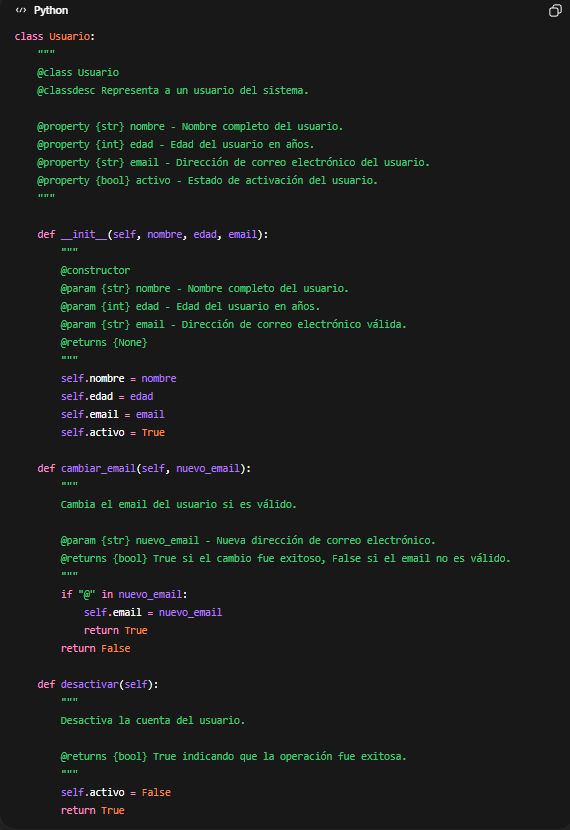 Python
class Usuario:
    """
    @class Usuario
    @classdesc Representa a un usuario del sistema.

    @property {str} nombre - Nombre completo del usuario.
    @property {int} edad - Edad del usuario en años.
    @property {str} email - Dirección de correo electrónico del usuario.
    @property {bool} activo - Estado de activación del usuario.
    """

    def __init__(self, nombre, edad, email):
        """
        @constructor
        @param {str} nombre - Nombre completo del usuario.
        @param {int} edad - Edad del usuario en años.
        @param {str} email - Dirección de correo electrónico válida.
        @returns {None}
        """
        self.nombre = nombre
        self.edad = edad
        self.email = email
        self.activo = True

    def cambiar_email(self, nuevo_email):
        """
        Cambia el email del usuario si es válido.

        @param {str} nuevo_email - Nueva dirección de correo electrónico.
        @returns {bool} True si el cambio fue exitoso, False si el email no es válido.
        """
        if "@" in nuevo_email:
            self.email = nuevo_email
            return True
        return False

    def desactivar(self):
        """
        Desactiva la cuenta del usuario.

        @returns {bool} True indicando que la operación fue exitosa.
        """
        self.activo = False
        return True